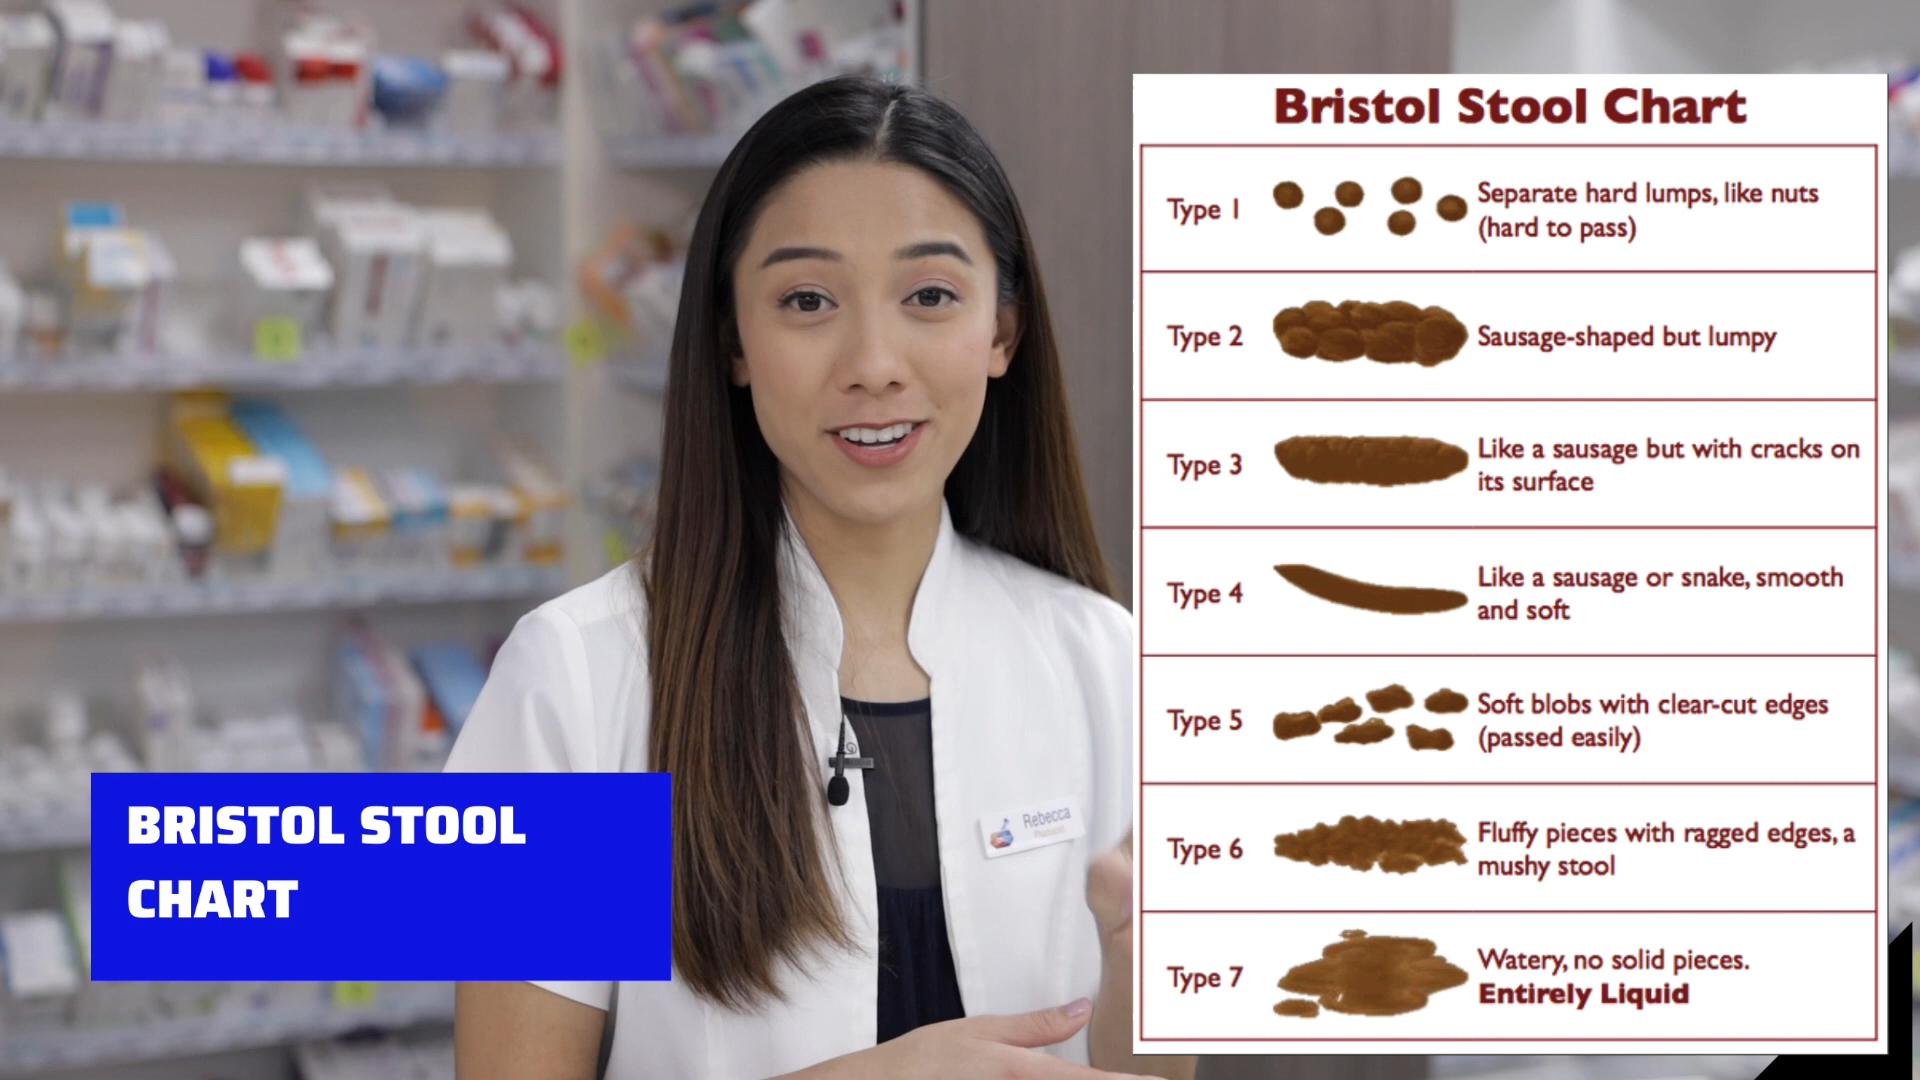 Bristol Stool Chart
Type 1
Separate hard lumps, like nuts
(hard to pass)
Type 2
Sausage-shaped but lumpy
Type 3
Like a sausage but with cracks on
its surface
Type 4
Like a sausage or snake, smooth
and soft
Type 5
Soft blobs with clear-cut edges
(passed easily)
Type 6
Fluffy pieces with ragged edges, a
mushy stool
Type 7
Watery, no solid pieces.
Entirely Liquid
BRISTOL STOOL
CHART
Rebecca
Pharmacist